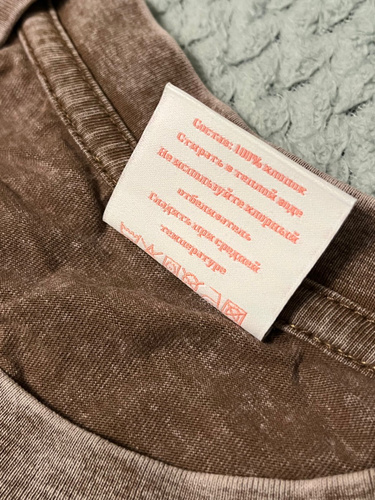 Состав: 100% хлопок
Стирать в теплой воде
Не используйте хлорный
отбеливатель
Гладить при средней
температуре